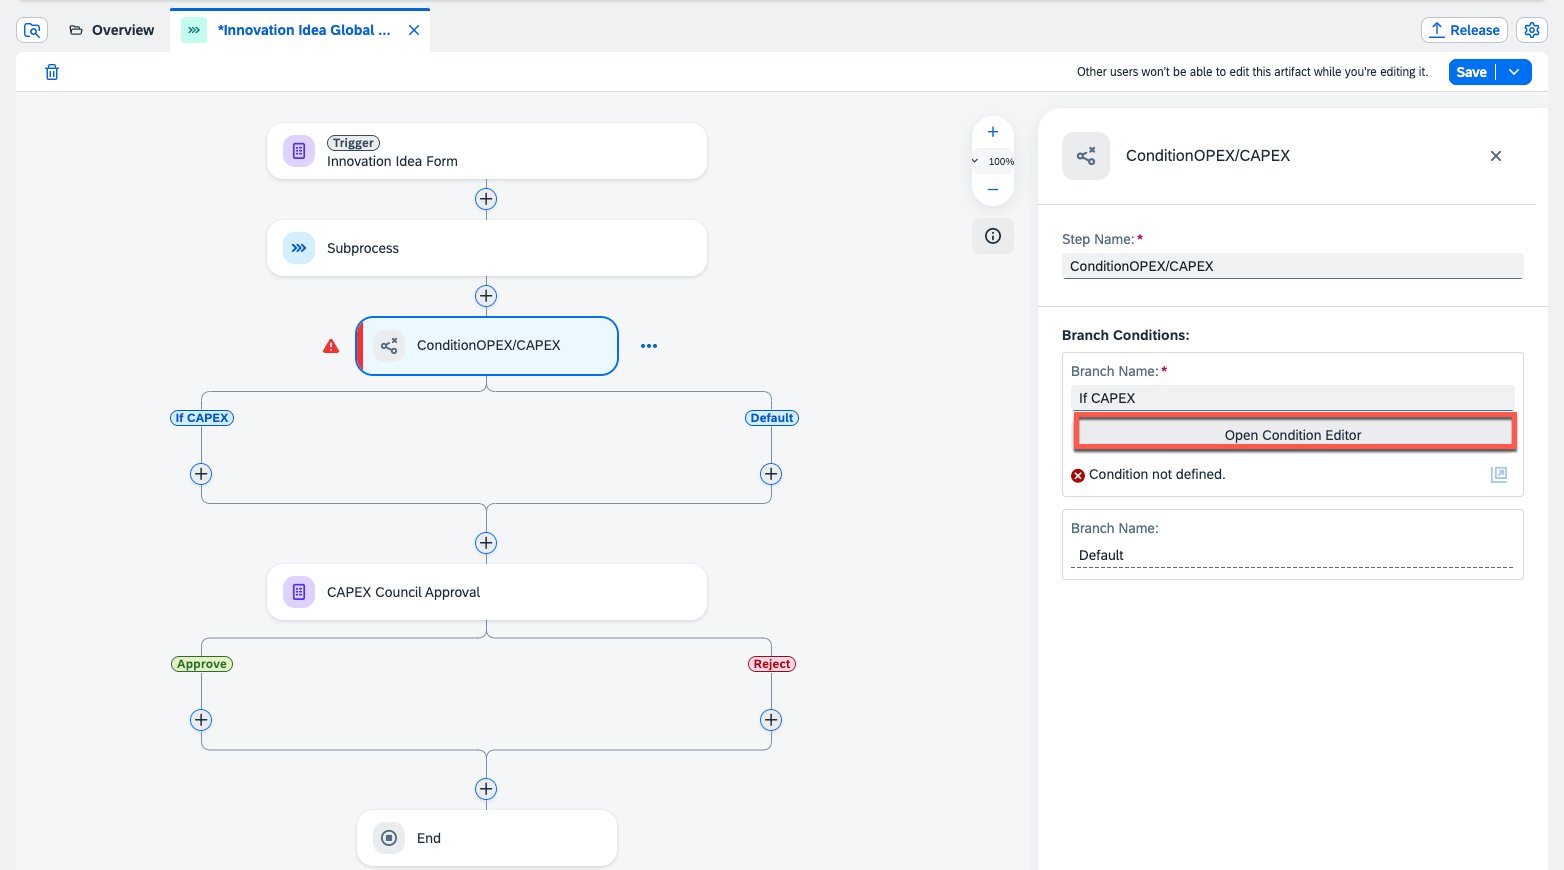 Overview
*Innovation Idea Global ...
Release
Other users won't be able to edit this artifact while you're editing it.
Save
Trigger
Innovation Idea Form
Subprocess
ConditionOPEX/CAPEX
If CAPEX
Default
CAPEX Council Approval
Approve
Reject
End
100%
ConditionOPEX/CAPEX
Step Name:*
ConditionOPEX/CAPEX
Branch Conditions:
Branch Name:*
If CAPEX
Open Condition Editor
Condition not defined.
Branch Name:
Default